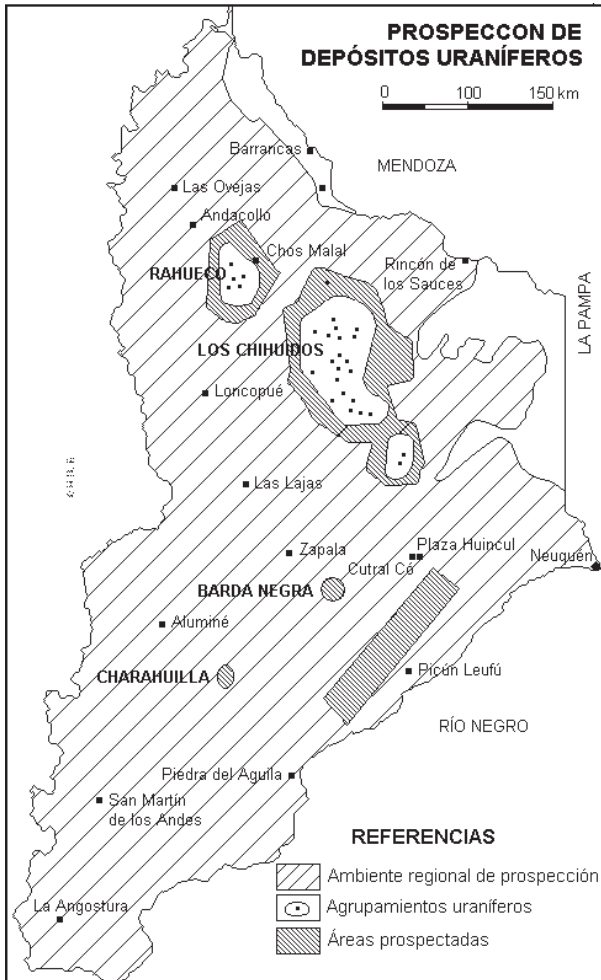 PROSPECCON DE
DEPÓSITOS URANÍFEROS
0 100 150 km
Barrancas
MENDOZA
Las Ovejas
Andacollo
Chos Malal
RAHUECO
Rincón de
los Sauces
LA PAMPA
LOS CHIHUIDOS
Loncopué
Las Lajas
Zapala
Plaza Huincul
Neuquén
Cutral Có
BARDA NEGRA
Aluminé
CHARAHUILLA
Picún Leufú
RÍO NEGRO
Piedra del Aguila
San Martín
de los Andes
La Angostura
REFERENCIAS
Ambiente regional de prospección
Agrupamientos uraníferos
Áreas prospectadas